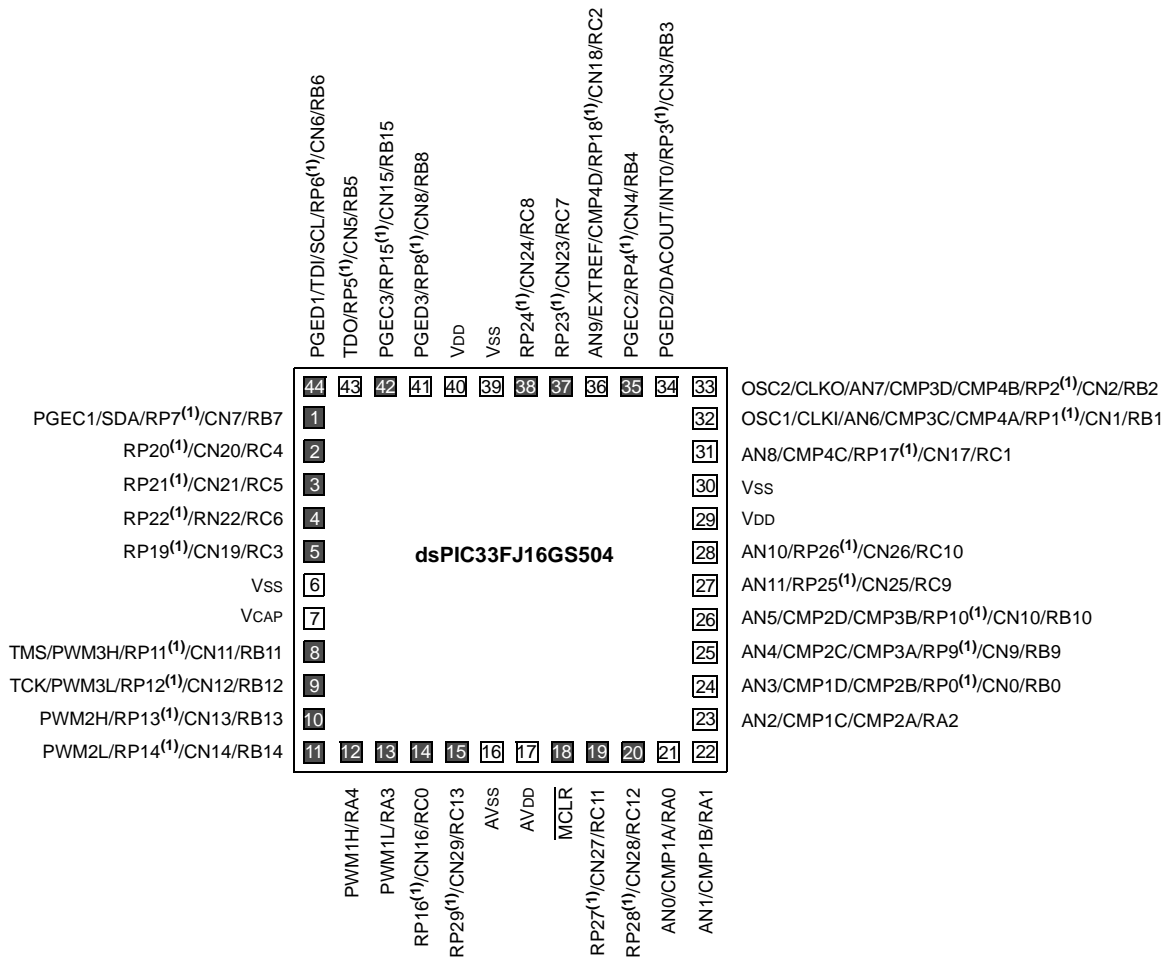 PGED1/TDI/SCL/RP6(1)/CN6/RB6
TDO/RP5(1)/CN5/RB5
PGEC3/RP15(1)/CN15/RB15
PGED3/RP8(1)/CN8/RB8
VDD
VSS
RP24(1)/CN24/RC8
RP23(1)/CN23/RC7
AN9/EXTREF/CMP4D/RP18(1)/CN18/RC2
PGEC2/RP4(1)/CN4/RB4
PGED2/DACOUT/INT0/RP3(1)/CN3/RB3
44 43 42 41 40 39 38 37 36 35 34 33
OSC2/CLKO/AN7/CMP3D/CMP4B/RP2(1)/CN2/RB2
PGEC1/SDA/RP7(1)/CN7/RB7 1
32 OSC1/CLKI/AN6/CMP3C/CMP4A/RP1(1)/CN1/RB1
RP20(1)/CN20/RC4 2
31 AN8/CMP4C/RP17(1)/CN17/RC1
RP21(1)/CN21/RC5 3
30 VSS
RP22(1)/RN22/RC6 4
29 VDD
RP19(1)/CN19/RC3 5
dsPIC33FJ16GS504
28 AN10/RP26(1)/CN26/RC10
VSS 6
27 AN11/RP25(1)/CN25/RC9
VCAP 7
26 AN5/CMP2D/CMP3B/RP10(1)/CN10/RB10
TMS/PWM3H/RP11(1)/CN11/RB11 8
25 AN4/CMP2C/CMP3A/RP9(1)/CN9/RB9
TCK/PWM3L/RP12(1)/CN12/RB12 9
24 AN3/CMP1D/CMP2B/RP0(1)/CN0/RB0
PWM2H/RP13(1)/CN13/RB13 10
23 AN2/CMP1C/CMP2A/RA2
PWM2L/RP14(1)/CN14/RB14
11 12 13 14 15 16 17 18 19 20 21 22
PWM1H/RA4
PWM1L/RA3
RP16(1)/CN16/RC0
RP29(1)/CN29/RC13
AVSS
AVDD
MCLR
RP27(1)/CN27/RC11
RP28(1)/CN28/RC12
AN0/CMP1A/RA0
AN1/CMP1B/RA1